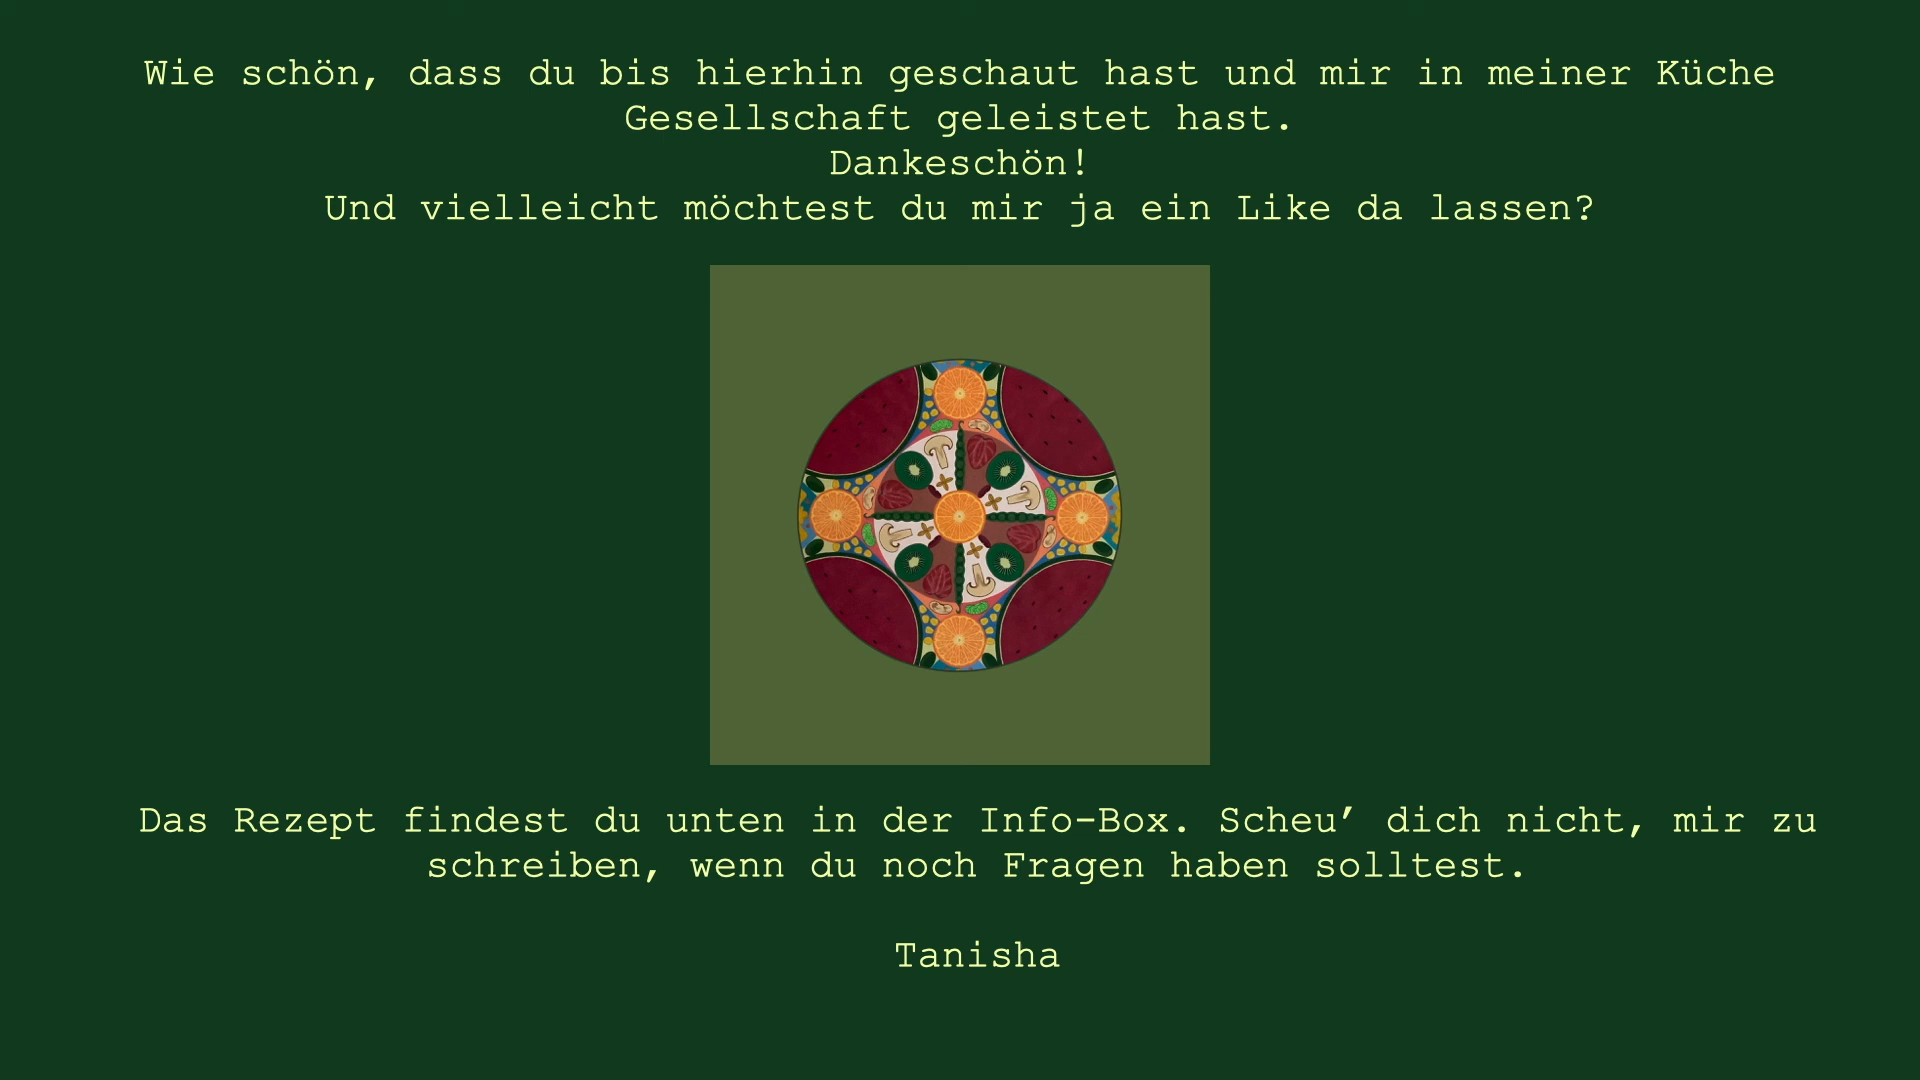 Wie schön, dass du bis hierhin geschaut hast und mir in meiner Küche
Gesellschaft geleistet hast.
Dankeschön!
Und vielleicht möchtest du mir ja ein Like da lassen?
Das Rezept findest du unten in der Info-Box. Scheu’ dich nicht, mir zu
schreiben, wenn du noch Fragen haben solltest.
Tanisha